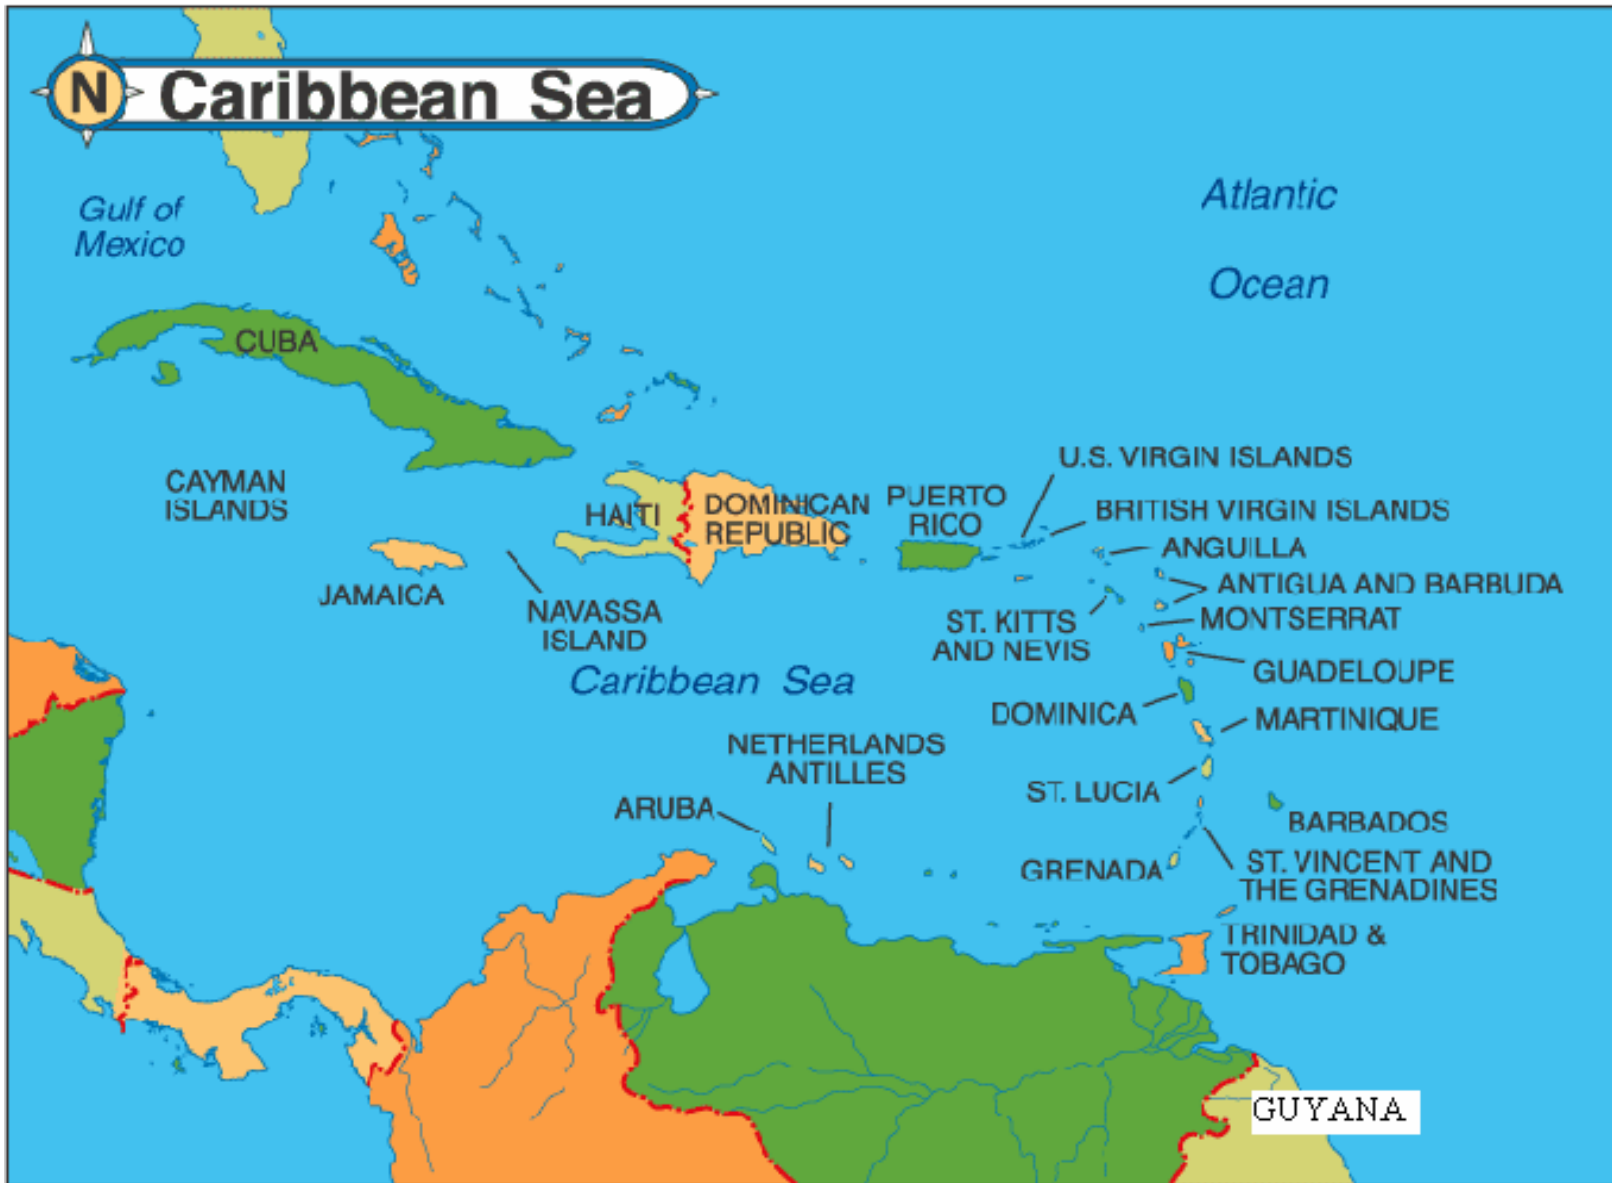 N Caribbean Sea
Gulf of
Mexico
Atlantic
Ocean
CUBA
CAYMAN
ISLANDS
U.S. VIRGIN ISLANDS
HAITI
DOMINICAN
REPUBLIC
PUERTO
RICO
BRITISH VIRGIN ISLANDS
ANGUILLA
ANTIGUA AND BARBUDA
JAMAICA
NAVASSA
ISLAND
ST. KITTS
AND NEVIS
MONTSERRAT
GUADELOUPE
Caribbean Sea
DOMINICA
MARTINIQUE
NETHERLANDS
ANTILLES
ST. LUCIA
ARUBA
BARBADOS
GRENADA
ST. VINCENT AND
THE GRENADINES
TRINIDAD &
TOBAGO
GUYANA